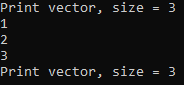 Print vector, size = 3
1
2
3
Print vector, size = 3